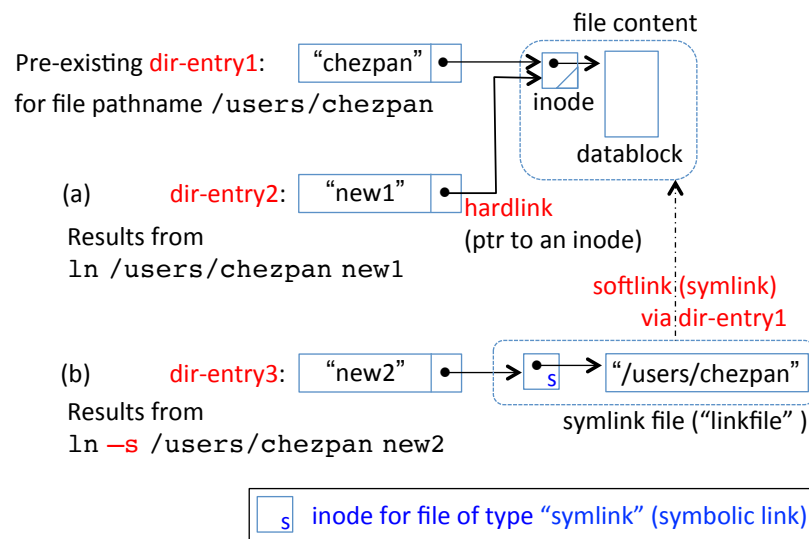 file content
Pre-existing dir-entry1:
"chezpan"
for file pathname /users/chezpan
inode
datablock
(a) dir-entry2:
"new1"
hardlink
(ptr to an inode)
Results from
ln /users/chezpan new1
softlink (symlink)
via dir-entry1
(b) dir-entry3:
"new2"
s
"/users/chezpan"
Results from
ln –s /users/chezpan new2
symlink file ("linkfile" )
s
inode for file of type "symlink" (symbolic link)